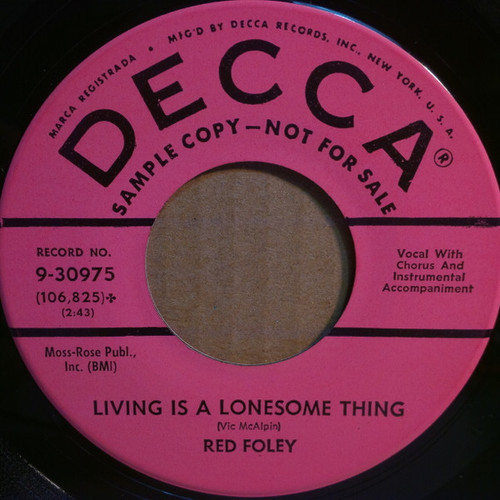 MARCA REGISTRADA • MFG'D BY DECCA RECORDS, INC., NEW YORK, U. S. A.
DECCA®
SAMPLE COPY—NOT FOR SALE
RECORD NO.
9-30975
(106,825)✤
(2:43)
Vocal With
Chorus And
Instrumental
Accompaniment
Moss-Rose Publ.,
Inc. (BMI)
LIVING IS A LONESOME THING
(Vic McAlpin)
RED FOLEY